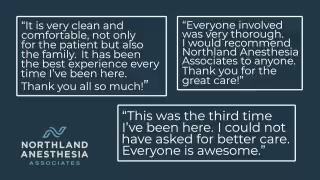 “It is very clean and
comfortable, not only
for the patient but also
the family. It has been
the best experience every
time I’ve been here.
Thank you all so much!”
“Everyone involved
was very thorough.
I would recommend
Northland Anesthesia
Associates to anyone.
Thank you for the
great care!”
“This was the third time
I’ve been here. I could not
have asked for better care.
Everyone is awesome.”
NORTHLAND
ANESTHESIA
ASSOCIATES